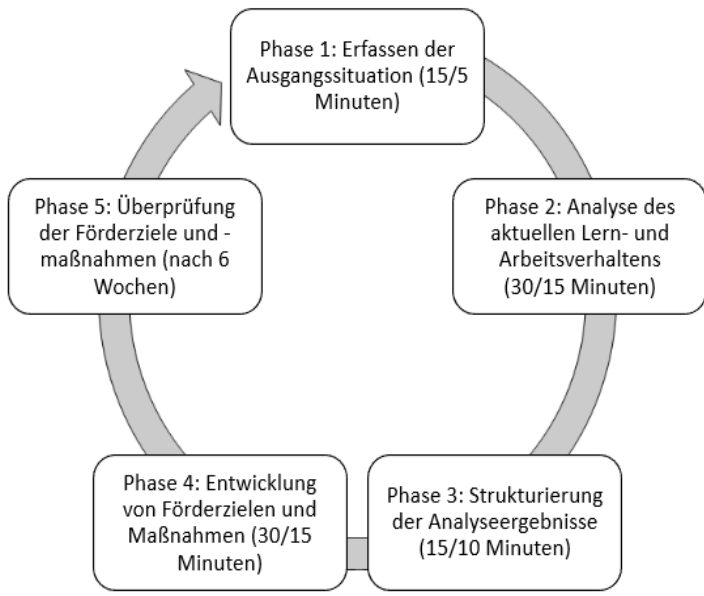 Phase 1: Erfassen der
Ausgangssituation (15/5
Minuten)
Phase 2: Analyse des
aktuellen Lern- und
Arbeitsverhaltens
(30/15 Minuten)
Phase 3: Strukturierung
der Analyseergebnisse
(15/10 Minuten)
Phase 4: Entwicklung
von Förderzielen und
Maßnahmen (30/15
Minuten)
Phase 5: Überprüfung
der Förderziele und -
maßnahmen (nach 6
Wochen)